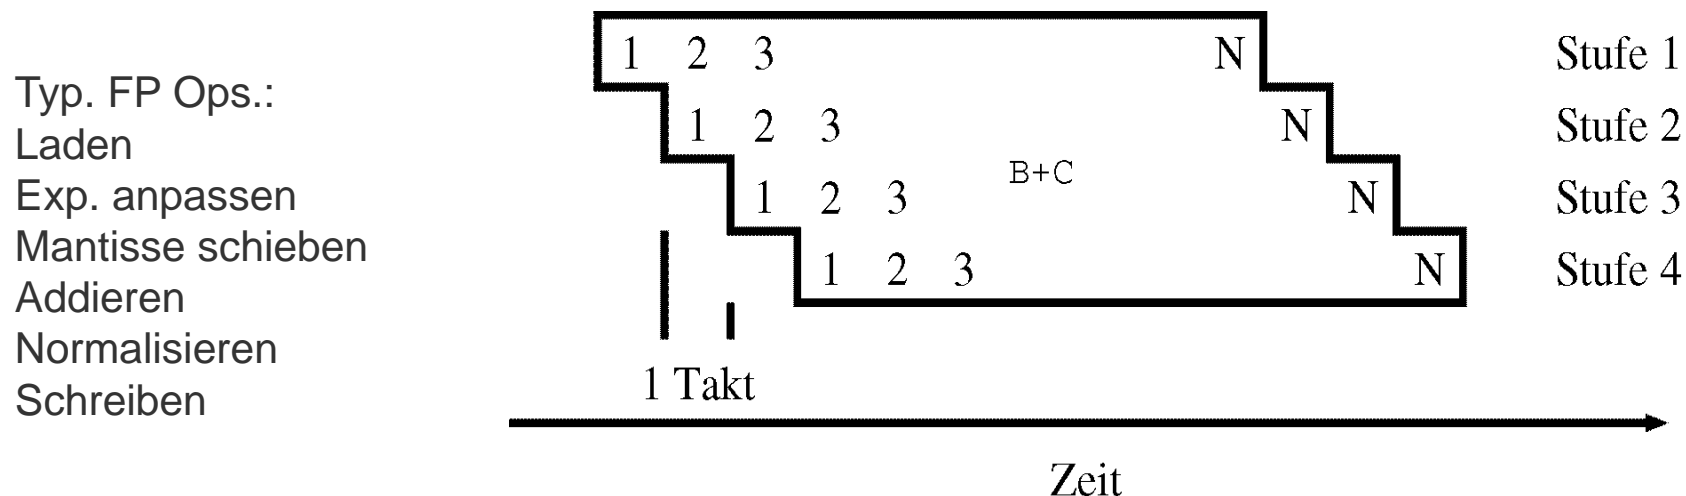 Typ. FP Ops.:
Laden
Exp. anpassen
Mantisse schieben
Addieren
Normalisieren
Schreiben
1 2 3 N Stufe 1
1 2 3 N Stufe 2
B+C
1 2 3 N Stufe 3
1 2 3 N Stufe 4
1 Takt
Zeit